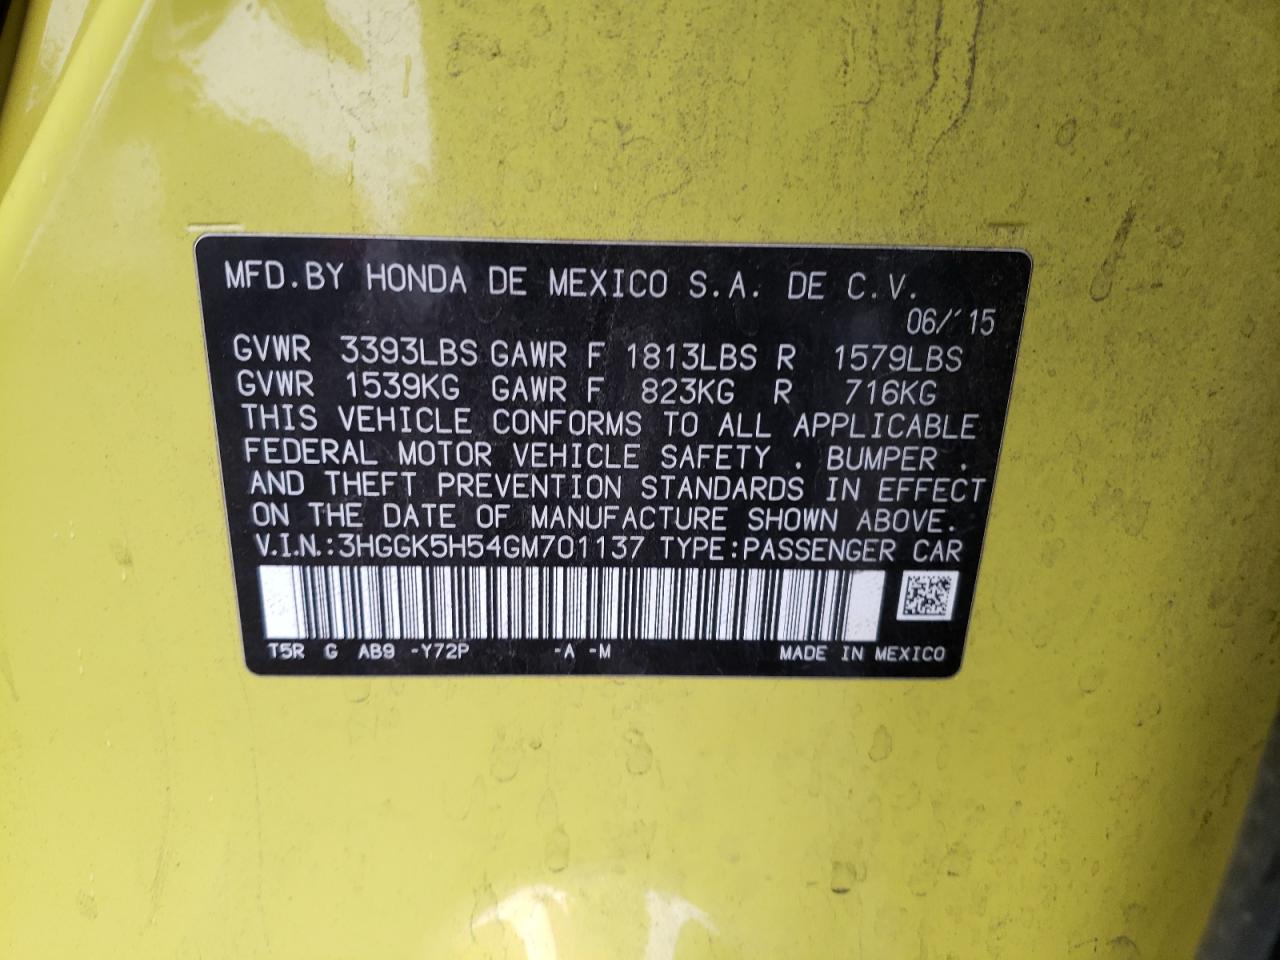 MFD.BY HONDA DE MEXICO S.A. DE C.V.
06/'15
GVWR 3393LBS GAWR F 1813LBS R 1579LBS
GVWR 1539KG GAWR F 823KG R 716KG
THIS VEHICLE CONFORMS TO ALL APPLICABLE
FEDERAL MOTOR VEHICLE SAFETY . BUMPER .
AND THEFT PREVENTION STANDARDS IN EFFECT
ON THE DATE OF MANUFACTURE SHOWN ABOVE.
V.I.N.:3HGGK5H54GM701137 TYPE:PASSENGER CAR
T5R G AB9 -Y72P -A -M MADE IN MEXICO